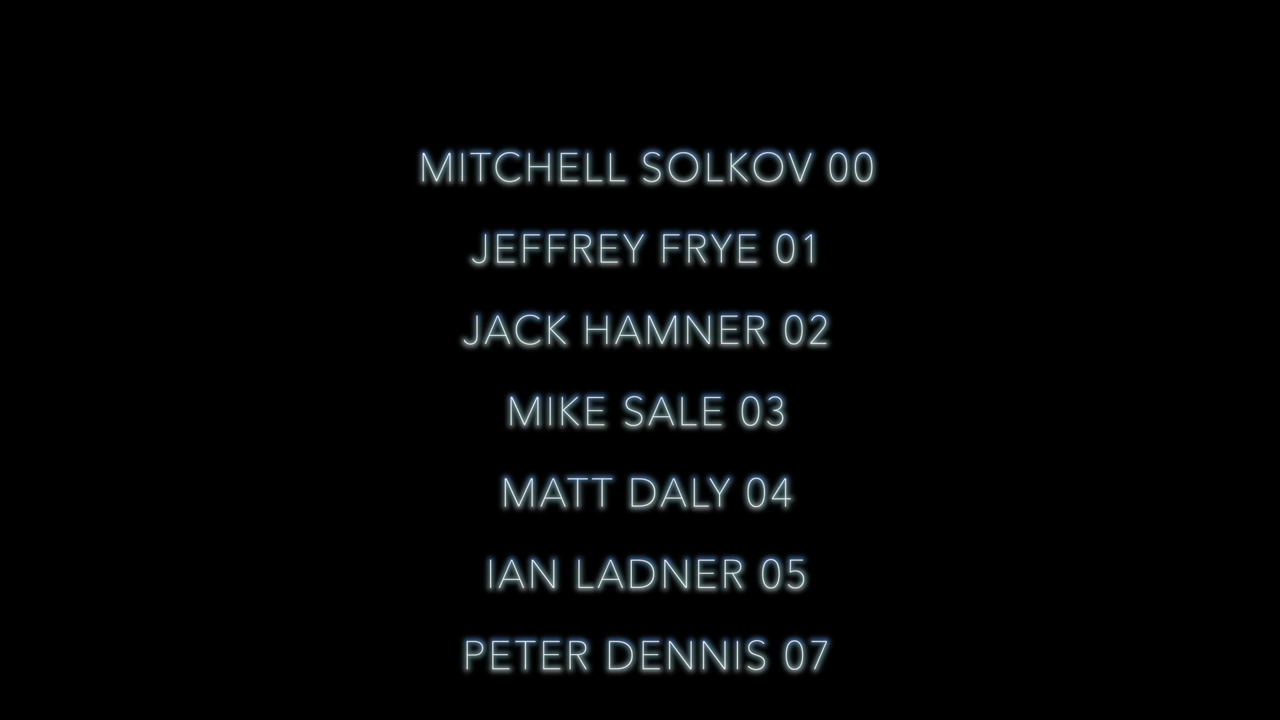 MITCHELL SOLKOV 00
JEFFREY FRYE 01
JACK HAMNER 02
MIKE SALE 03
MATT DALY 04
IAN LADNER 05
PETER DENNIS 07